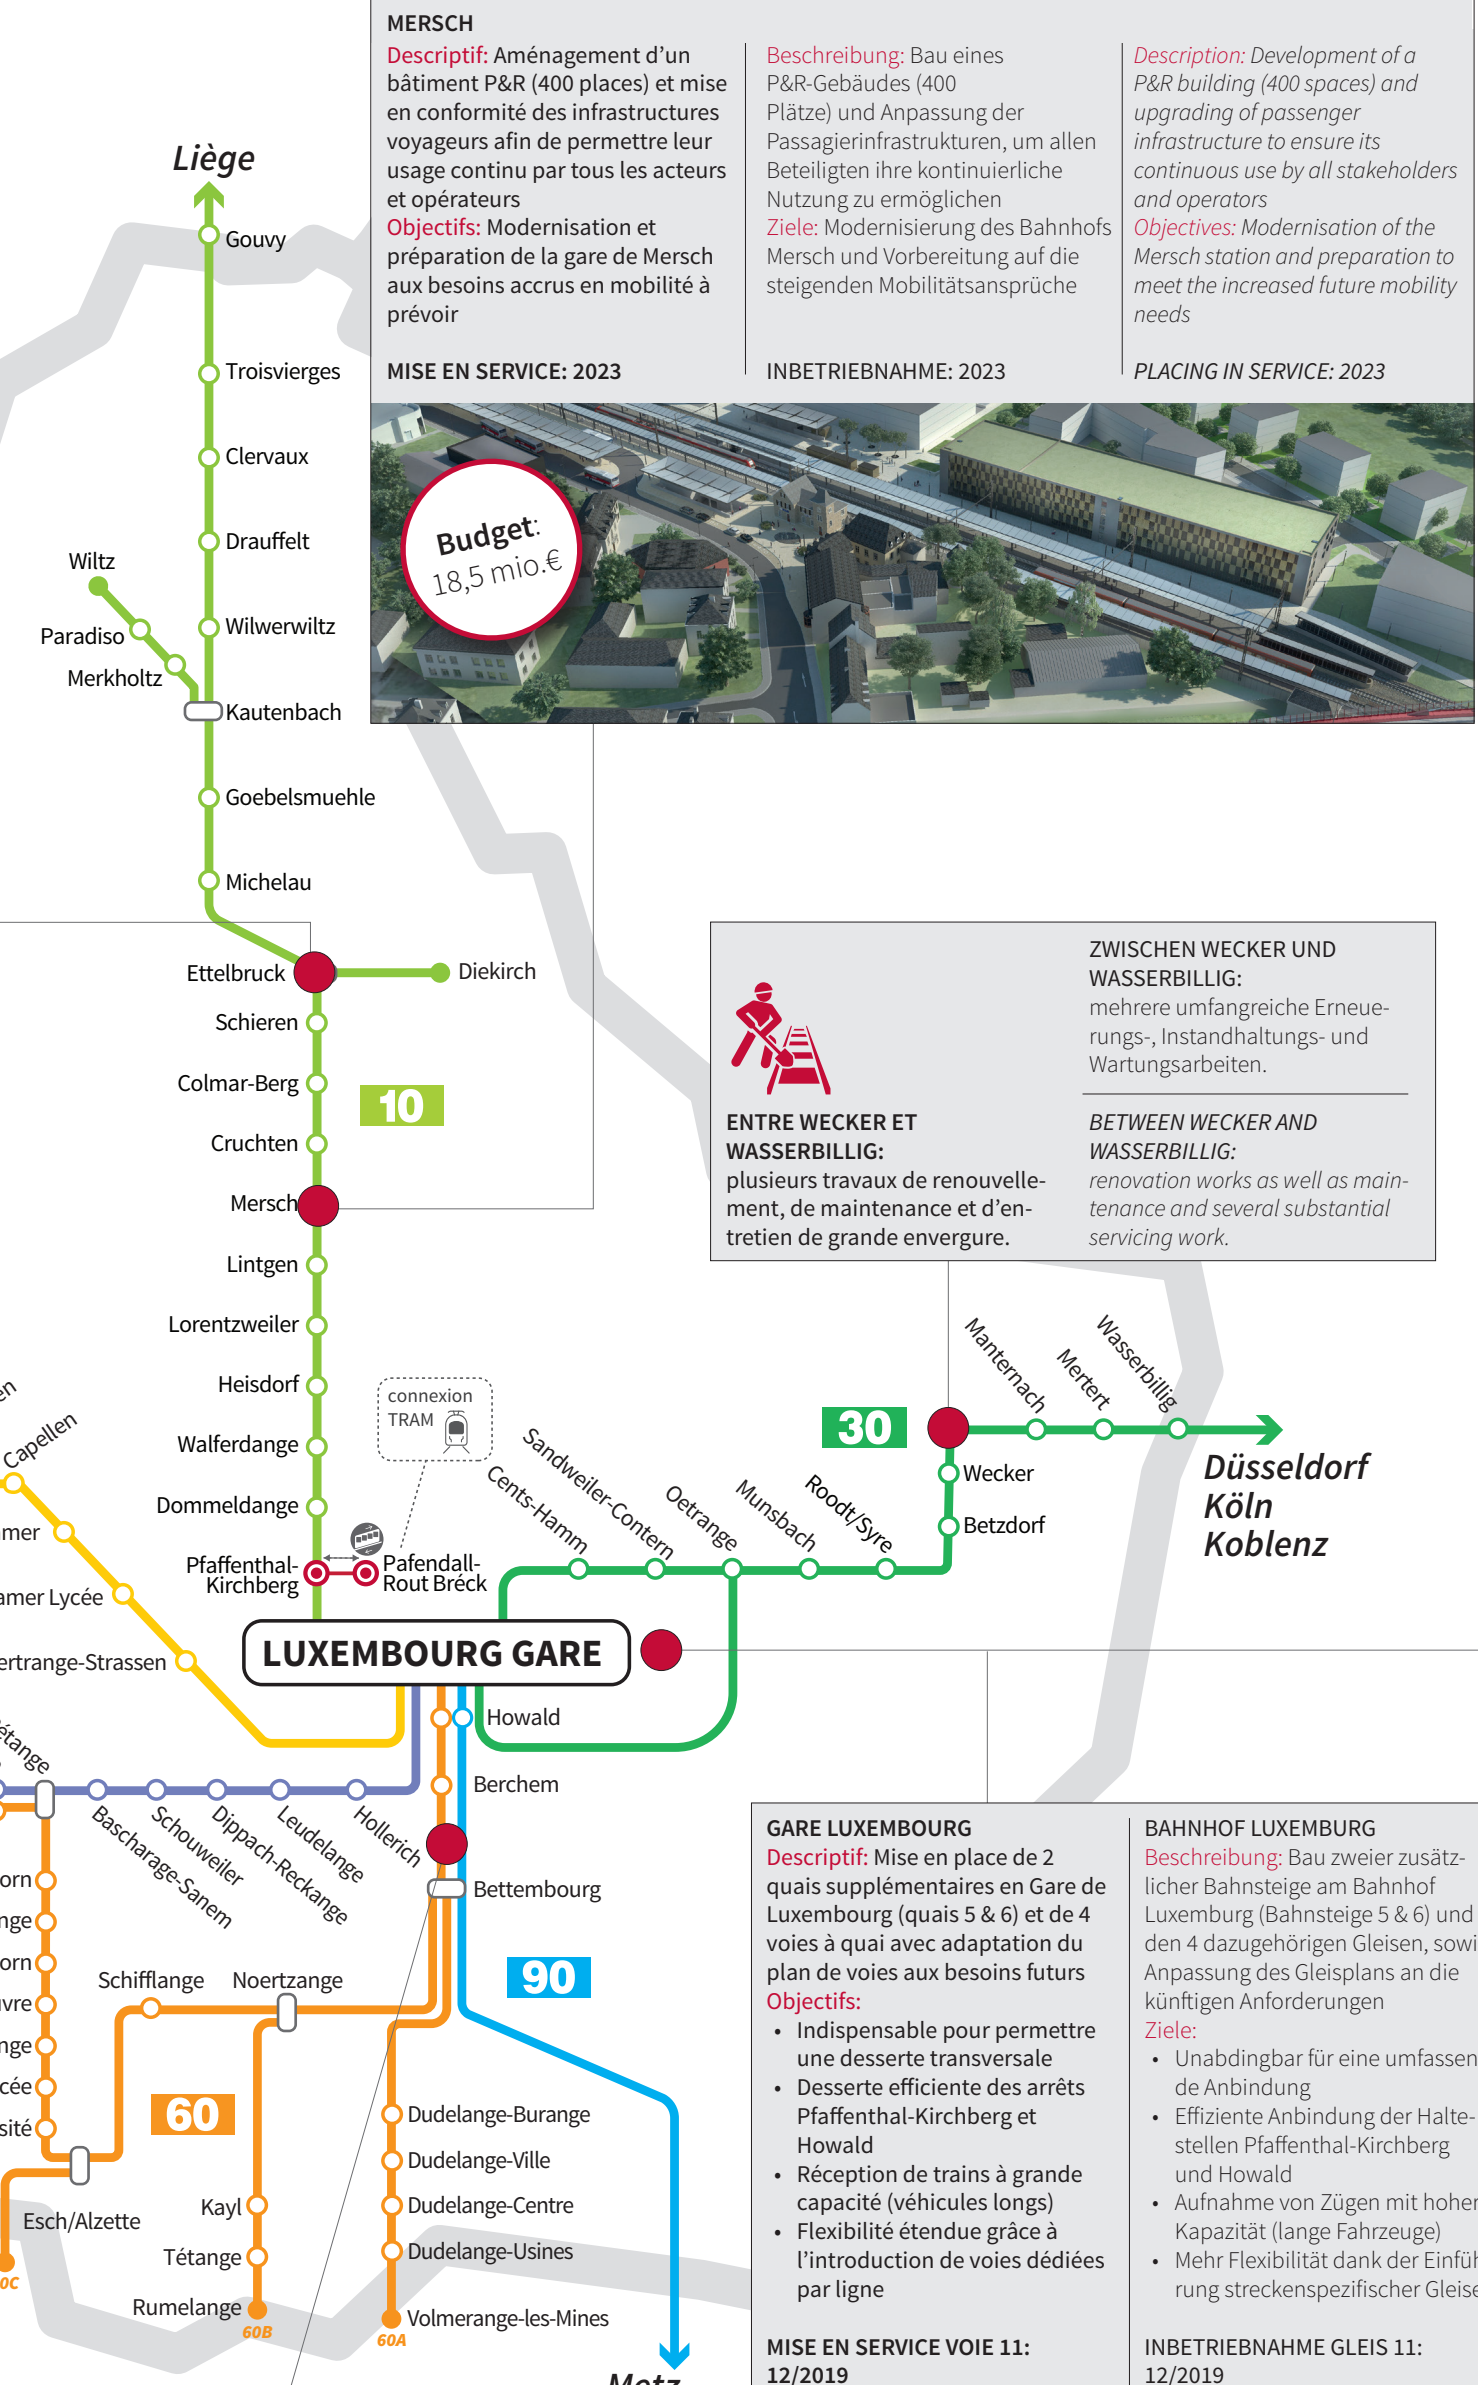 MERSCH
Descriptif: Aménagement d'un
bâtiment P&R (400 places) et mise
en conformité des infrastructures
voyageurs afin de permettre leur
usage continu par tous les acteurs
et opérateurs
Objectifs: Modernisation et
préparation de la gare de Mersch
aux besoins accrus en mobilité à
prévoir
MISE EN SERVICE: 2023
Beschreibung: Bau eines
P&R-Gebäudes (400
Plätze) und Anpassung der
Passagierinfrastrukturen, um allen
Beteiligten ihre kontinuierliche
Nutzung zu ermöglichen
Ziele: Modernisierung des Bahnhofs
Mersch und Vorbereitung auf die
steigenden Mobilitätsansprüche
INBETRIEBNAHME: 2023
Description: Development of a
P&R building (400 spaces) and
upgrading of passenger
infrastructure to ensure its
continuous use by all stakeholders
and operators
Objectives: Modernisation of the
Mersch station and preparation to
meet the increased future mobility
needs
PLACING IN SERVICE: 2023
Budget:
18,5 mio.€
Liège
Gouvy
Troisvierges
Clervaux
Drauffelt
Wiltz
Paradiso
Wilwerwiltz
Merkholtz
Kautenbach
Goebelsmuehle
Michelau
Ettelbruck
Diekirch
Schieren
Colmar-Berg
10
Cruchten
Mersch
Lintgen
Lorentzweiler
Heisdorf
Walferdange
Dommeldange
Pfaffenthal-
Kirchberg
Pafendall-
Rout Bréck
connexion
TRAM
ENTRE WECKER ET
WASSERBILLIG:
plusieurs travaux de renouvelle-
ment, de maintenance et d'en-
tretien de grande envergure.
ZWISCHEN WECKER UND
WASSERBILLIG:
mehrere umfangreiche Erneue-
rungs-, Instandhaltungs- und
Wartungsarbeiten.
BETWEEN WECKER AND
WASSERBILLIG:
renovation works as well as main-
tenance and several substantial
servicing work.
Manternach
Mertert
Wasserbillig
30
Düsseldorf
Köln
Koblenz
Wecker
Betzdorf
Cents-Hamm
Sandweiler-Contern
Oetrange
Munsbach
Roodt/Syre
en
Capellen
mer
amer Lycée
ertrange-Strassen
LUXEMBOURG GARE
Howald
Berchem
étange
Bascharage-Sanem
Schouweiler
Dippach-Reckange
Leudelange
Hollerich
Bettembourg
orn
nge
orn
vre
nge
cée
sité
Schifflange
Noertzange
90
60
Esch/Alzette
0C
Kayl
Tétange
Rumelange
60B
Dudelange-Burange
Dudelange-Ville
Dudelange-Centre
Dudelange-Usines
Volmerange-les-Mines
60A
Metz
GARE LUXEMBOURG
Descriptif: Mise en place de 2
quais supplémentaires en Gare de
Luxembourg (quais 5 & 6) et de 4
voies à quai avec adaptation du
plan de voies aux besoins futurs
Objectifs:
• Indispensable pour permettre
une desserte transversale
• Desserte efficiente des arrêts
Pfaffenthal-Kirchberg et
Howald
• Réception de trains à grande
capacité (véhicules longs)
• Flexibilité étendue grâce à
l'introduction de voies dédiées
par ligne
MISE EN SERVICE VOIE 11:
12/2019
BAHNHOF LUXEMBURG
Beschreibung: Bau zweier zusätz-
licher Bahnsteige am Bahnhof
Luxemburg (Bahnsteige 5 & 6) und
den 4 dazugehörigen Gleisen, sowi
Anpassung des Gleisplans an die
künftigen Anforderungen
Ziele:
• Unabdingbar für eine umfassen
de Anbindung
• Effiziente Anbindung der Halte-
stellen Pfaffenthal-Kirchberg
und Howald
• Aufnahme von Zügen mit hoher
Kapazität (lange Fahrzeuge)
• Mehr Flexibilität dank der Einfüh
rung streckenspezifischer Gleise
INBETRIEBNAHME GLEIS 11:
12/2019